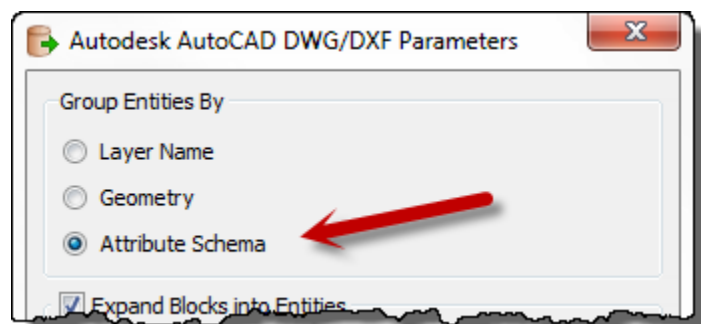 Autodesk AutoCAD DWG/DXF Parameters
Group Entities By
Layer Name
Geometry
Attribute Schema
Expand Blocks into Entities